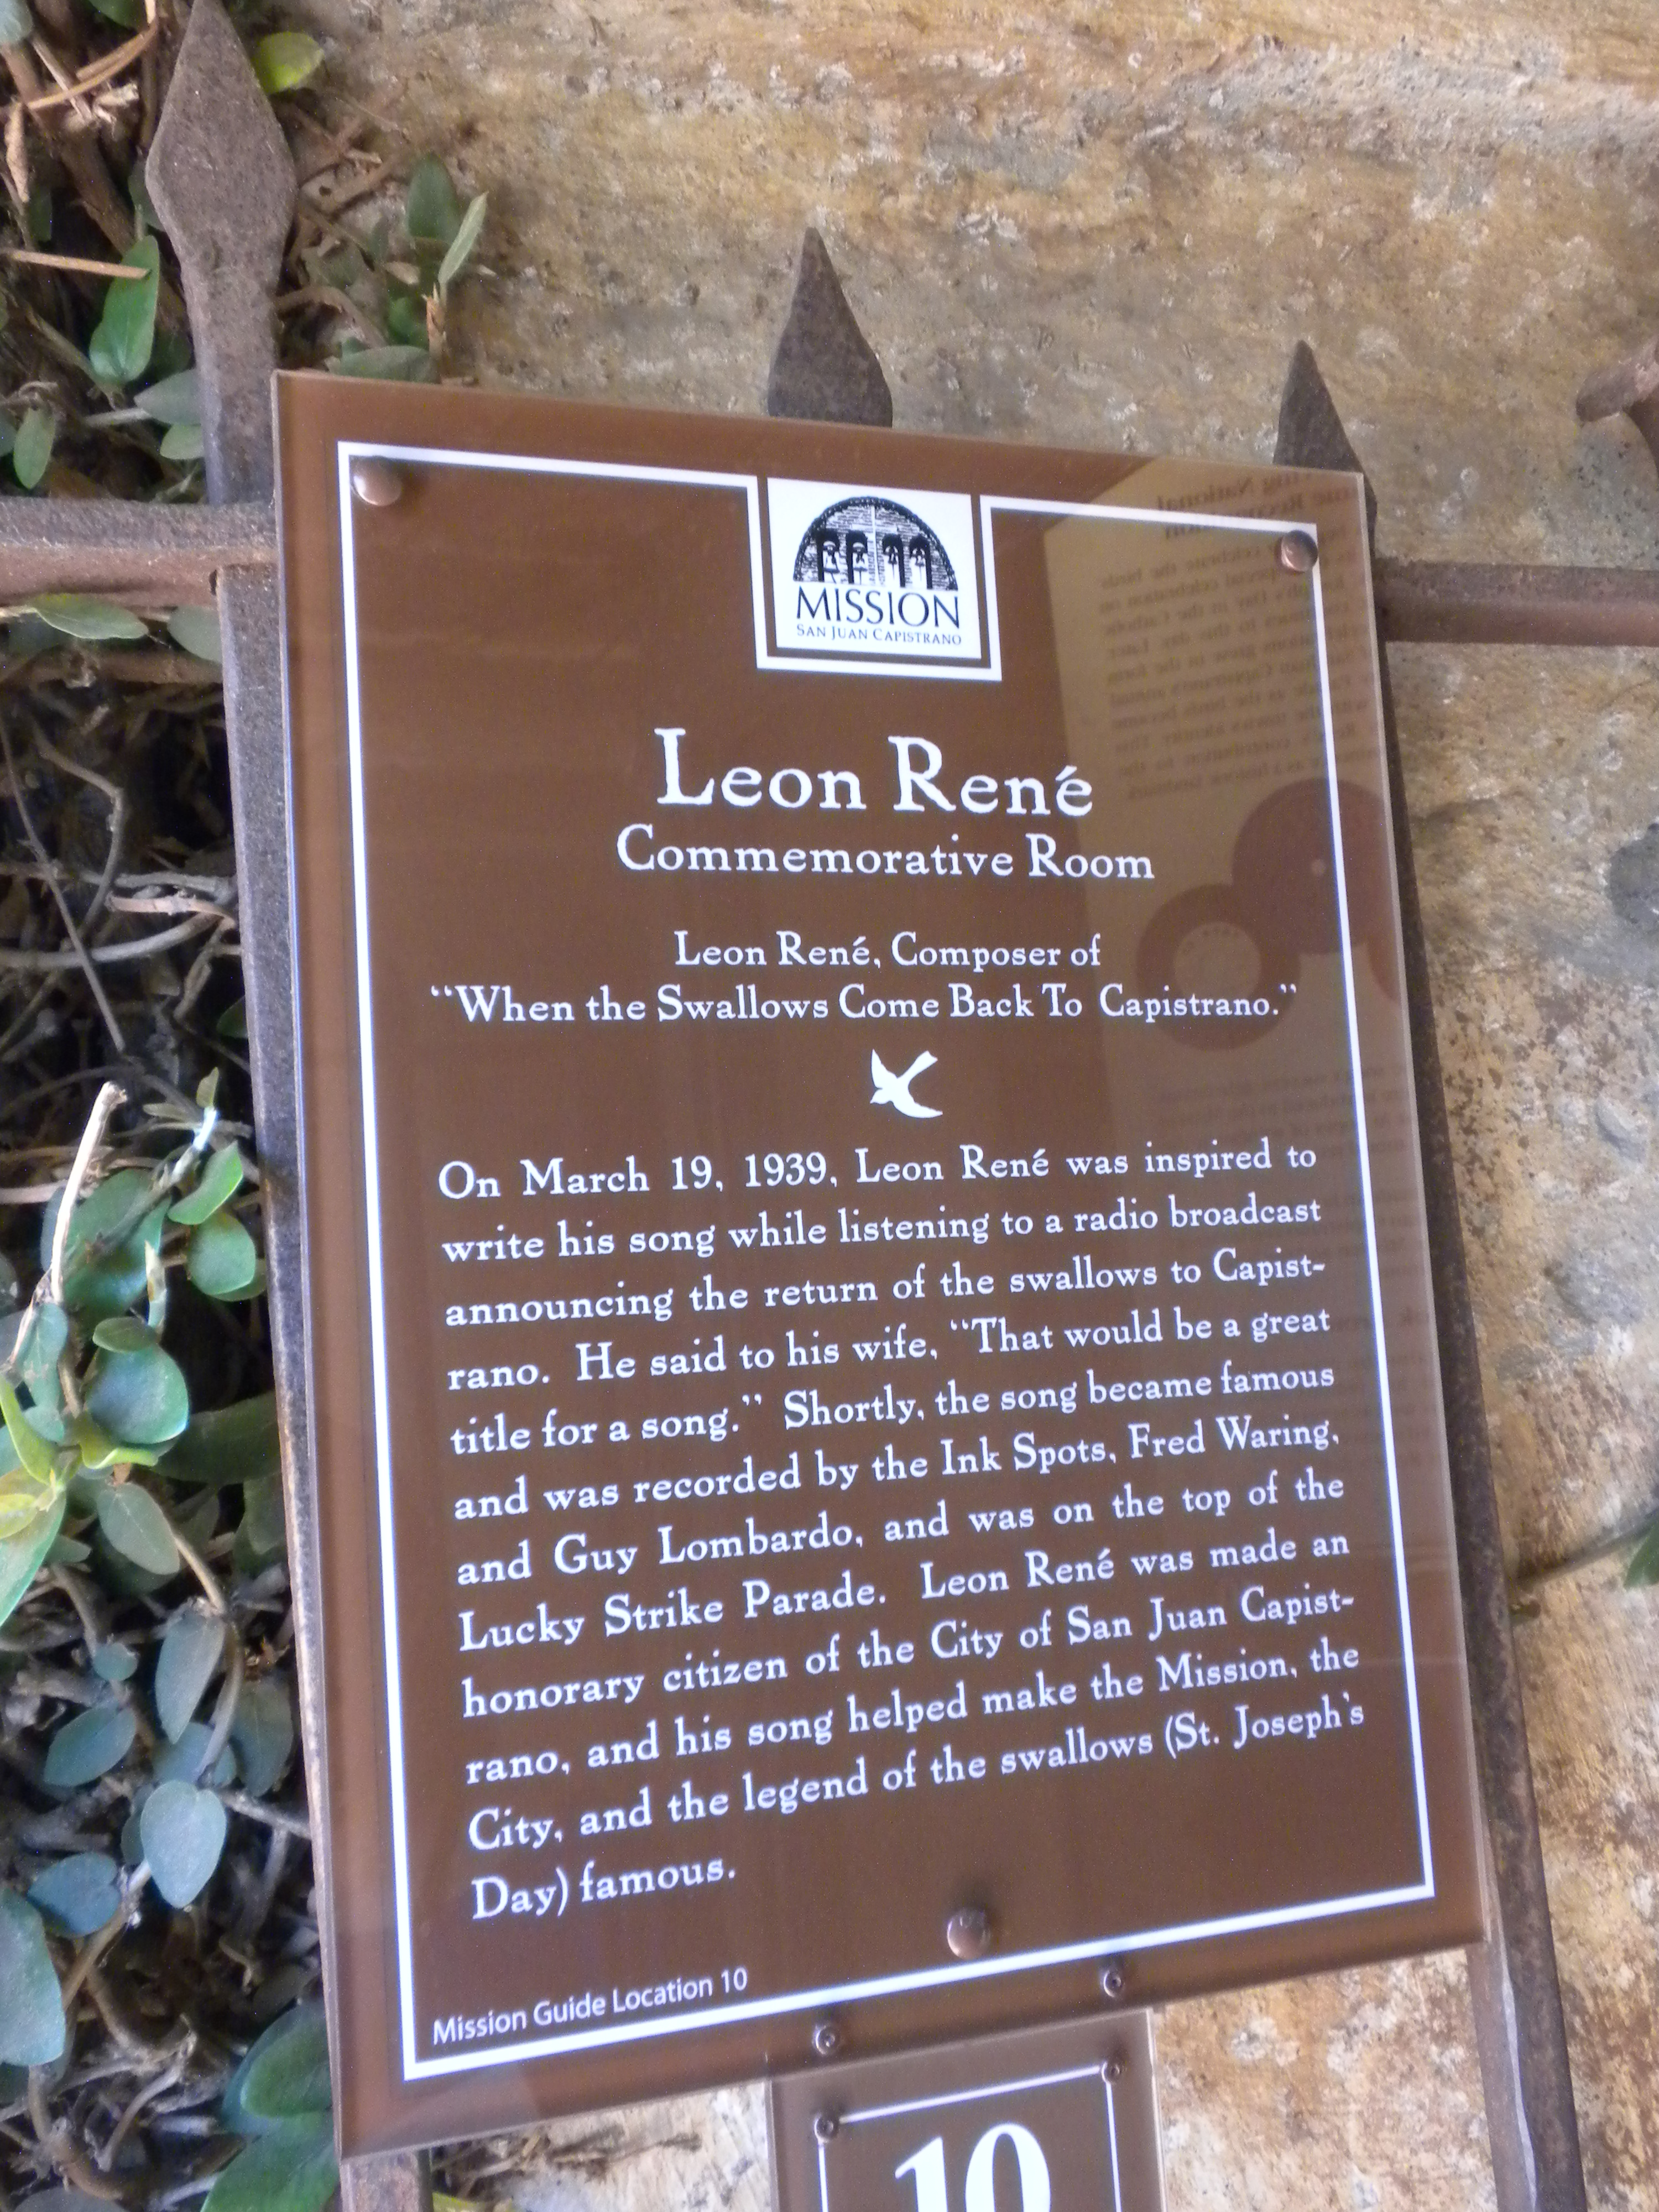 MISSION
SAN JUAN CAPISTRANO
Leon René
Commemorative Room
Leon René, Composer of
“When the Swallows Come Back To Capistrano.”
On March 19, 1939, Leon René was inspired to
write his song while listening to a radio broadcast
announcing the return of the swallows to Capist-
rano. He said to his wife, “That would be a great
title for a song.” Shortly, the song became famous
and was recorded by the Ink Spots, Fred Waring,
and Guy Lombardo, and was on the top of the
Lucky Strike Parade. Leon René was made an
honorary citizen of the City of San Juan Capist-
rano, and his song helped make the Mission, the
City, and the legend of the swallows (St. Joseph's
Day) famous.
Mission Guide Location 10
10